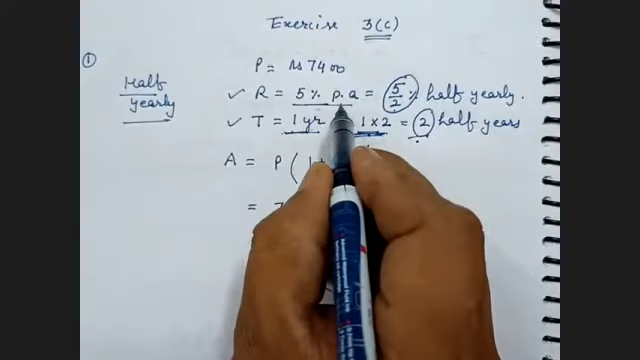 Exercise 3(c)
①
Half
yearly
P = Rs 7400
✓ R = 5% p.a = 5/2 % half yearly.
✓ T = 1 yr 1 × 2 = 2 half years
A = P ( 1 +
= 7